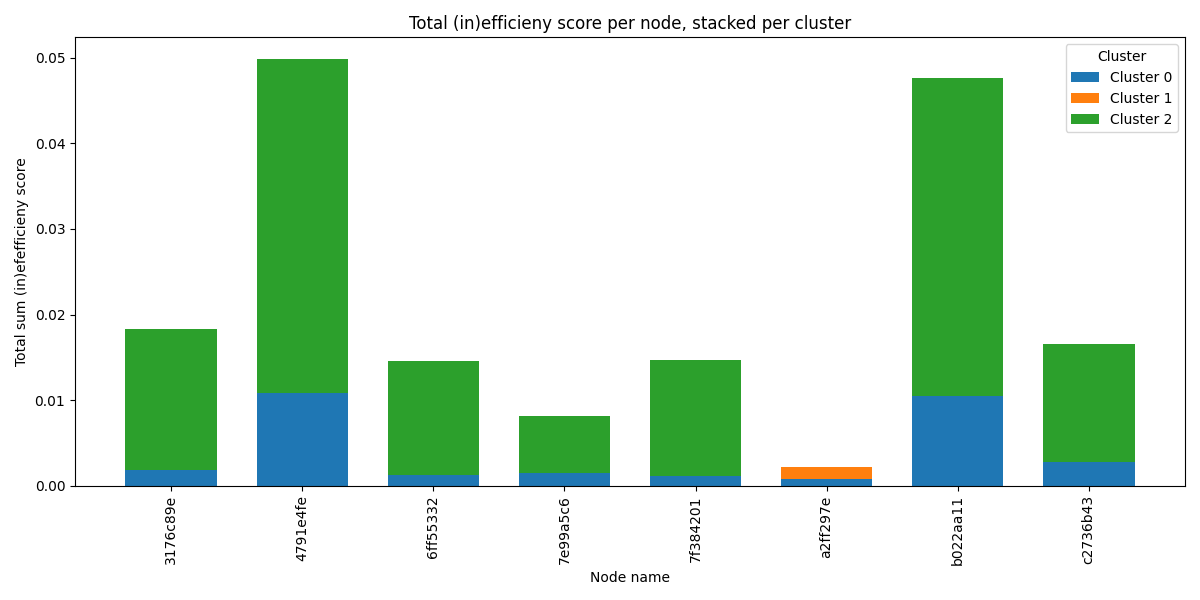 Total (in)efficieny score per node, stacked per cluster
Cluster
Cluster 0
Cluster 1
Cluster 2
Total sum (in)efefficieny score
0.05
0.04
0.03
0.02
0.01
0.00
3176c89e
4791e4fe
6ff55332
7e99a5c6
7f384201
a2ff297e
b022aa11
c2736b43
Node name